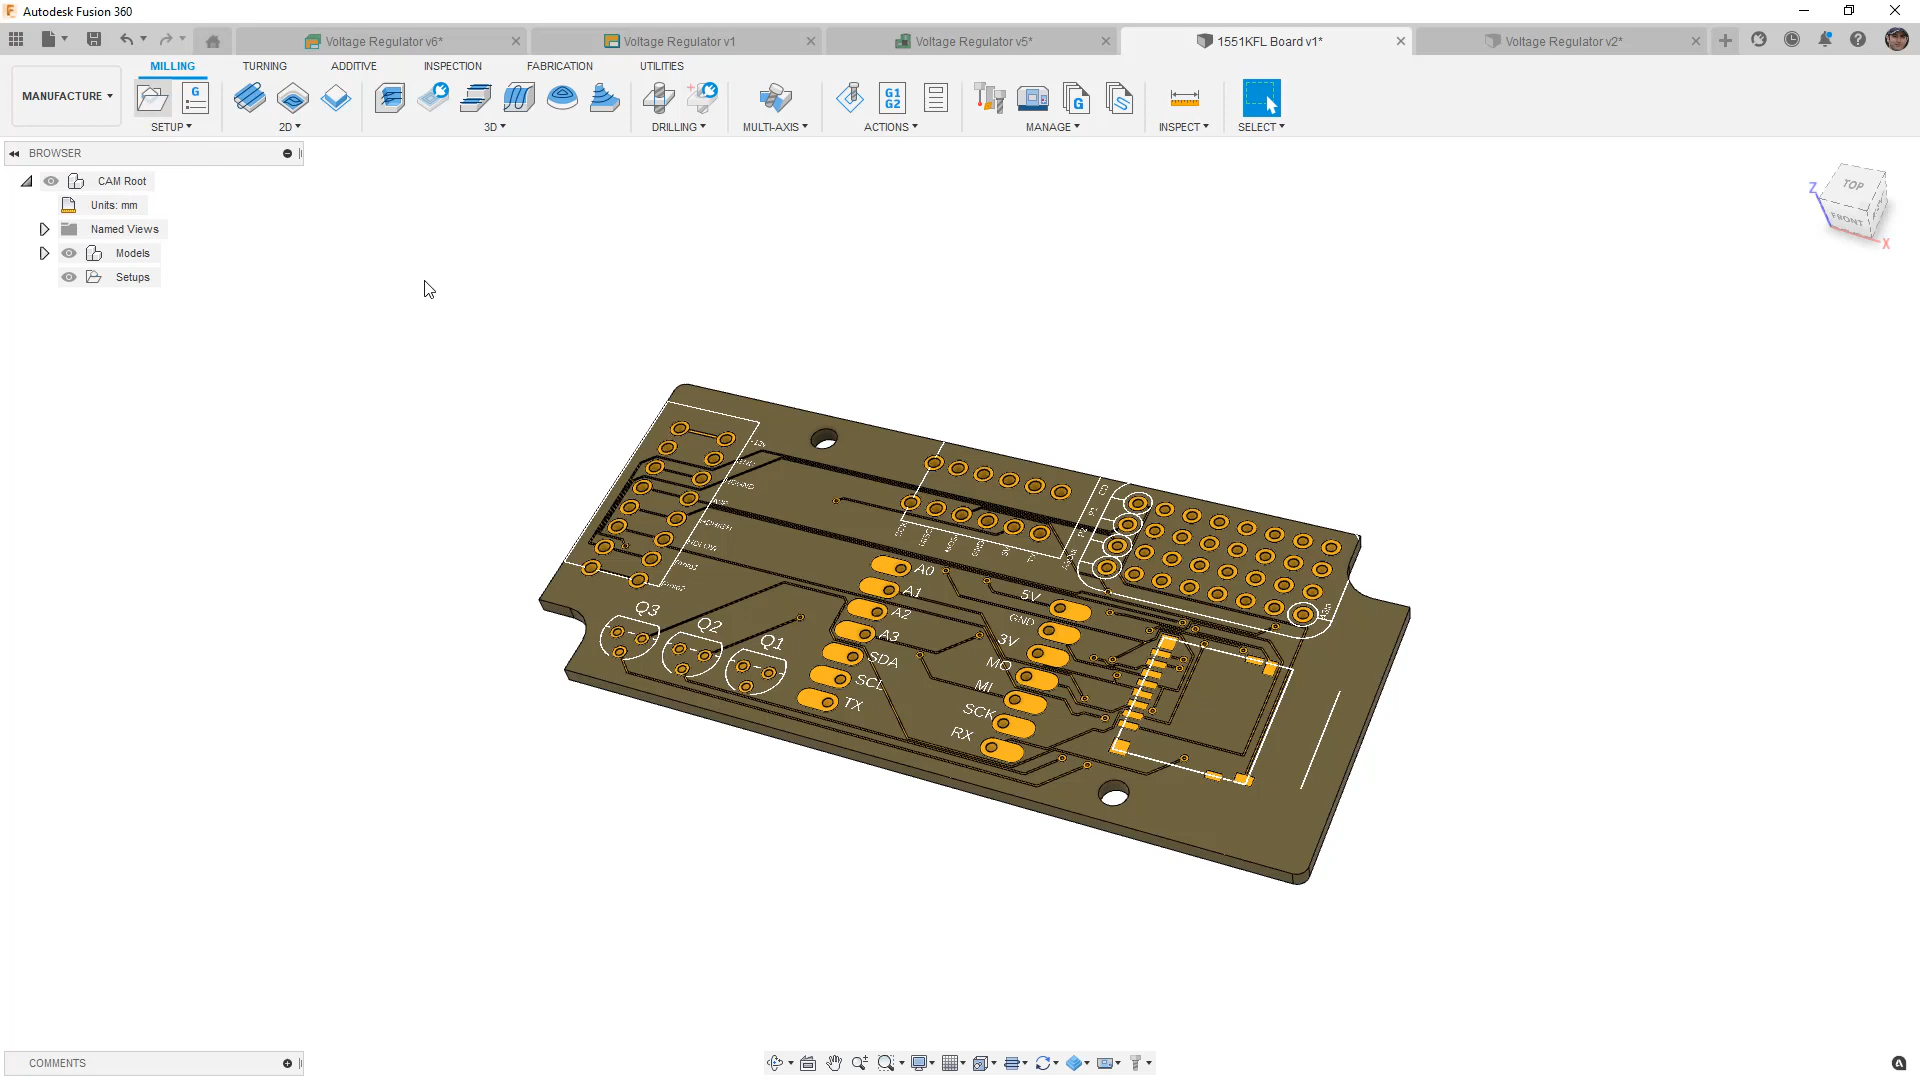 Autodesk Fusion 360
Voltage Regulator v6*
Voltage Regulator v1
Voltage Regulator v5*
1551KFL Board v1*
Voltage Regulator v2*
MILLING
TURNING
ADDITIVE
INSPECTION
FABRICATION
UTILITIES
MANUFACTURE
G
G1
G2
G
SETUP
2D
3D
DRILLING
MULTI-AXIS
ACTIONS
MANAGE
INSPECT
SELECT
BROWSER
CAM Root
Units: mm
Named Views
Models
Setups
TOP
FRONT
Z
X
A0
A1
A2
A3
SDA
SCL
TX
5V
GND
3V
MO
MI
SCK
RX
Q3
Q2
Q1
COMMENTS